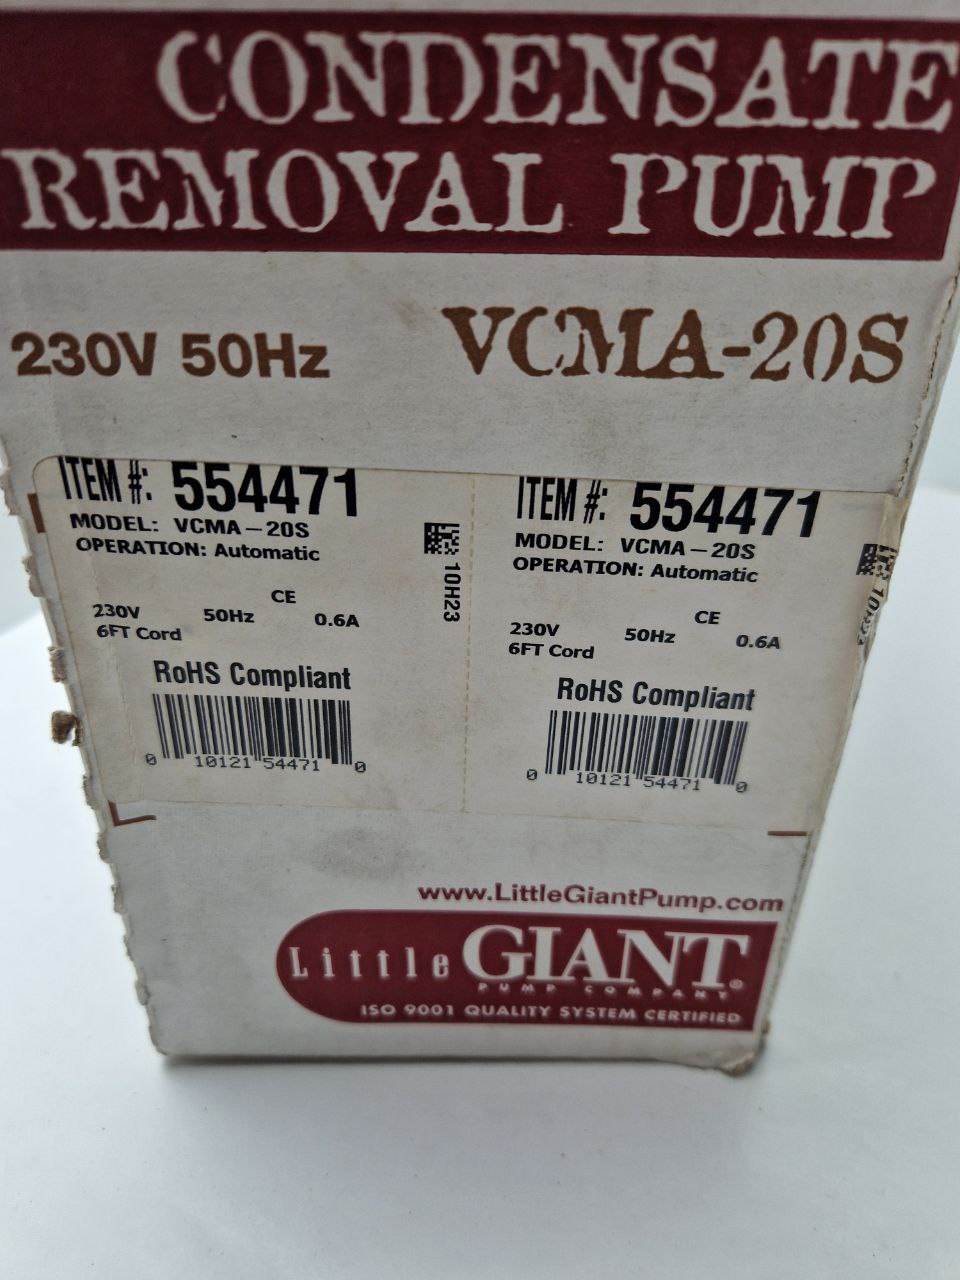 CONDENSATE
REMOVAL PUMP
230V 50Hz VCMA-20S
ITEM #: 554471
MODEL: VCMA-20S
OPERATION: Automatic
10H23
CE
230V 50Hz 0.6A
6FT Cord
RoHS Compliant
0 10121 54471 0
ITEM #: 554471
MODEL: VCMA-20S
OPERATION: Automatic
CE
230V 50Hz 0.6A
6FT Cord
RoHS Compliant
0 10121 54471 0
www.LittleGiantPump.com
Little GIANT®
PUMP COMPANY
ISO 9001 QUALITY SYSTEM CERTIFIED